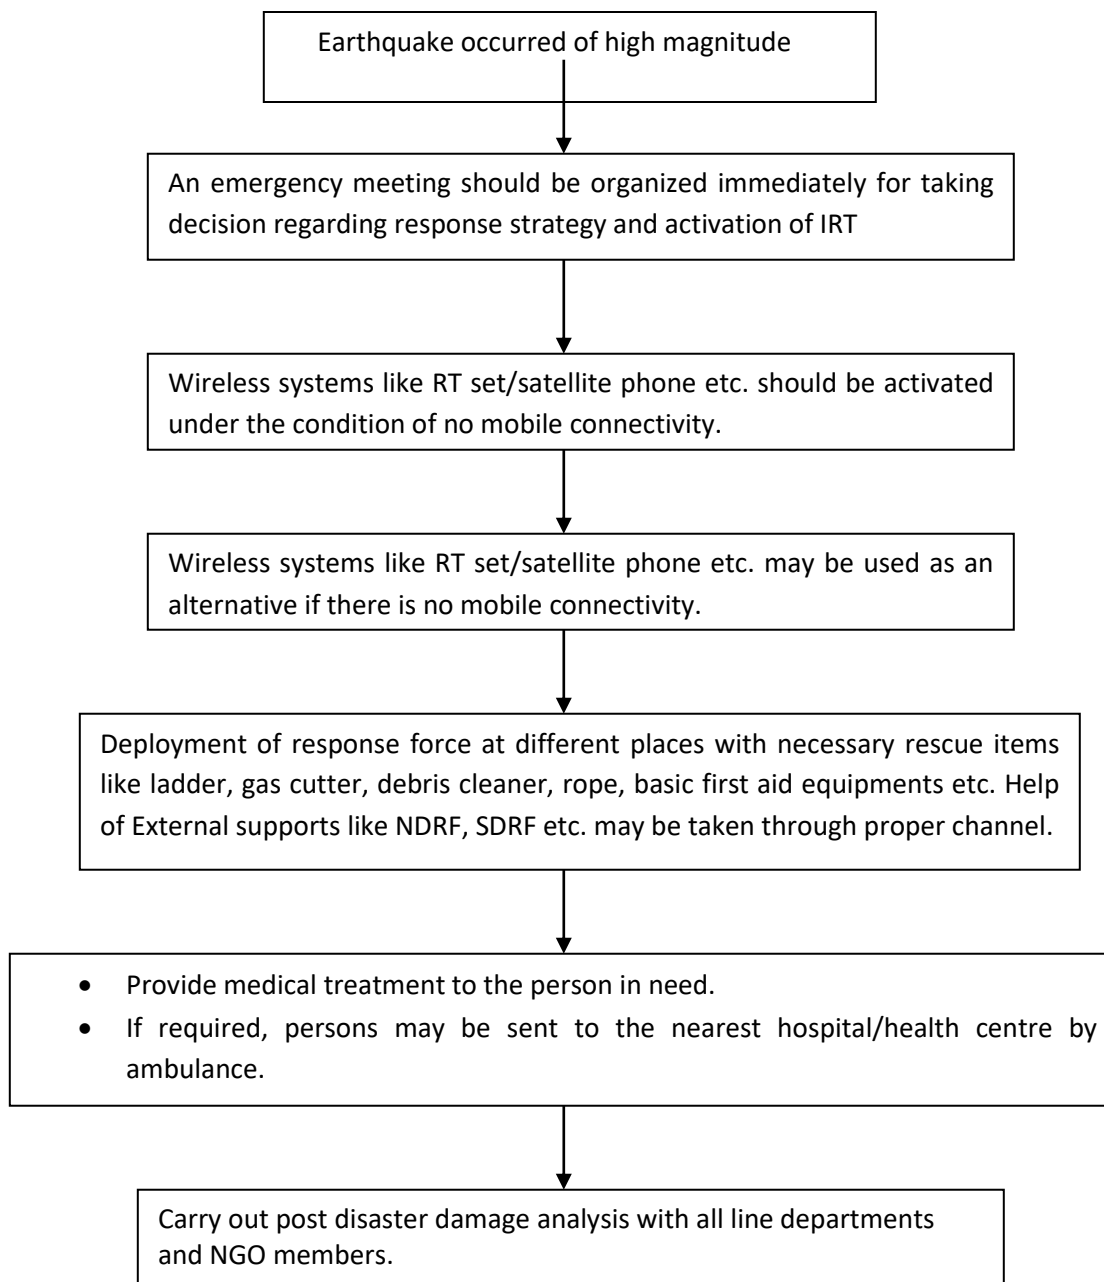 Earthquake occurred of high magnitude
An emergency meeting should be organized immediately for taking
decision regarding response strategy and activation of IRT
Wireless systems like RT set/satellite phone etc. should be activated
under the condition of no mobile connectivity.
Wireless systems like RT set/satellite phone etc. may be used as an
alternative if there is no mobile connectivity.
Deployment of response force at different places with necessary rescue items
like ladder, gas cutter, debris cleaner, rope, basic first aid equipments etc. Help
of External supports like NDRF, SDRF etc. may be taken through proper channel.
• Provide medical treatment to the person in need.
• If required, persons may be sent to the nearest hospital/health centre by
ambulance.
Carry out post disaster damage analysis with all line departments
and NGO members.